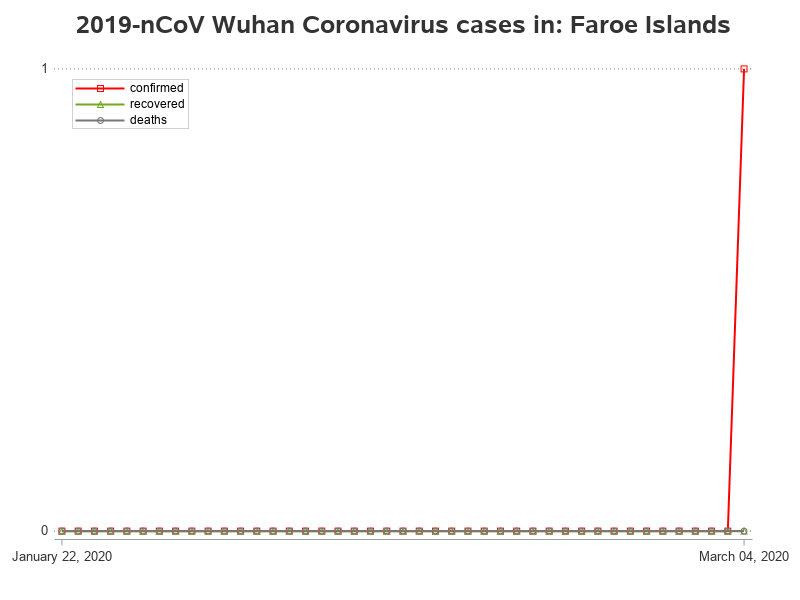 2019-nCoV Wuhan Coronavirus cases in: Faroe Islands
1
confirmed
recovered
deaths
0
January 22, 2020
March 04, 2020